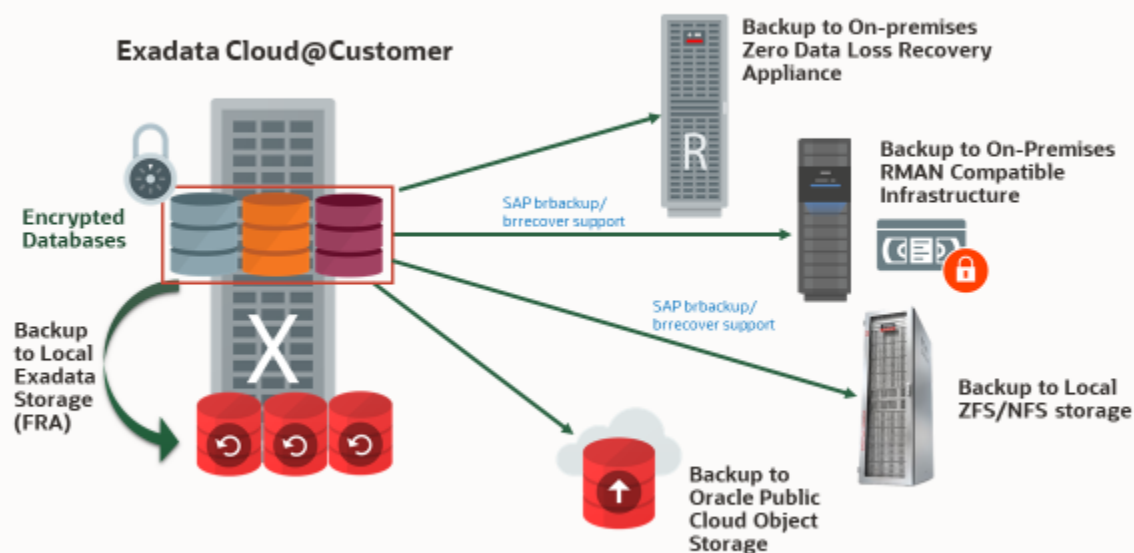 Exadata Cloud@Customer
Backup to On-premises
Zero Data Loss Recovery
Appliance
R
Backup to On-Premises
RMAN Compatible
Infrastructure
SAP brbackup/
brrecover support
Encrypted
Databases
SAP brbackup/
brrecover support
Backup
to Local
Exadata
Storage
(FRA)
X
Backup to Local
ZFS/NFS storage
Backup to
Oracle Public
Cloud Object
Storage